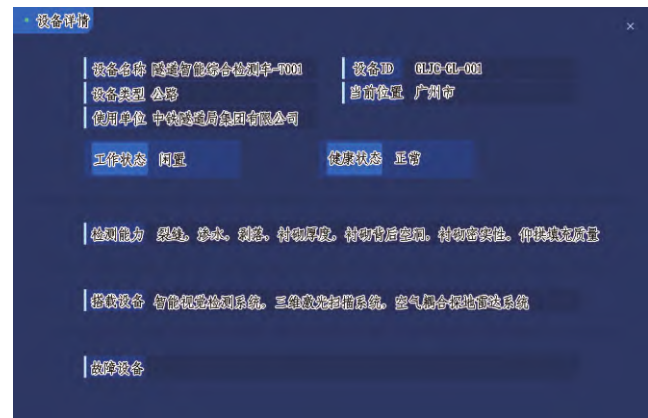 设备详情
×
设备名称 隧道智能综合检测车-T001 设备ID GLJC-GL-001
设备类型 公路 当前位置 广州市
使用单位 中铁隧道局集团有限公司
工作状态 闲置 健康状态 正常
检测能力 裂缝，渗水，剥落，衬砌厚度，衬砌背后空洞，衬砌密实性。仰拱填充质量
搭载设备 智能视觉检测系统，三维激光扫描系统，空气耦合探地雷达系统
故障设备